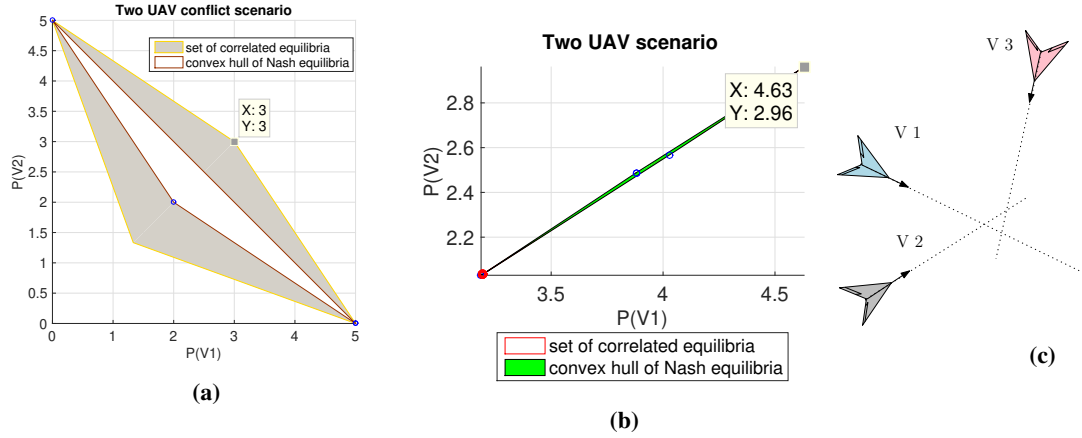 Two UAV conflict scenario
set of correlated equilibria
convex hull of Nash equilibria
X: 3
Y: 3
P(V2)
5
4.5
4
3.5
3
2.5
2
1.5
1
0.5
0
0 1 2 3 4 5
P(V1)
(a)
Two UAV scenario
X: 4.63
Y: 2.96
P(V2)
2.8
2.6
2.4
2.2
3.5 4 4.5
P(V1)
set of correlated equilibria
convex hull of Nash equilibria
(b)
V 3
V 1
V 2
(c)